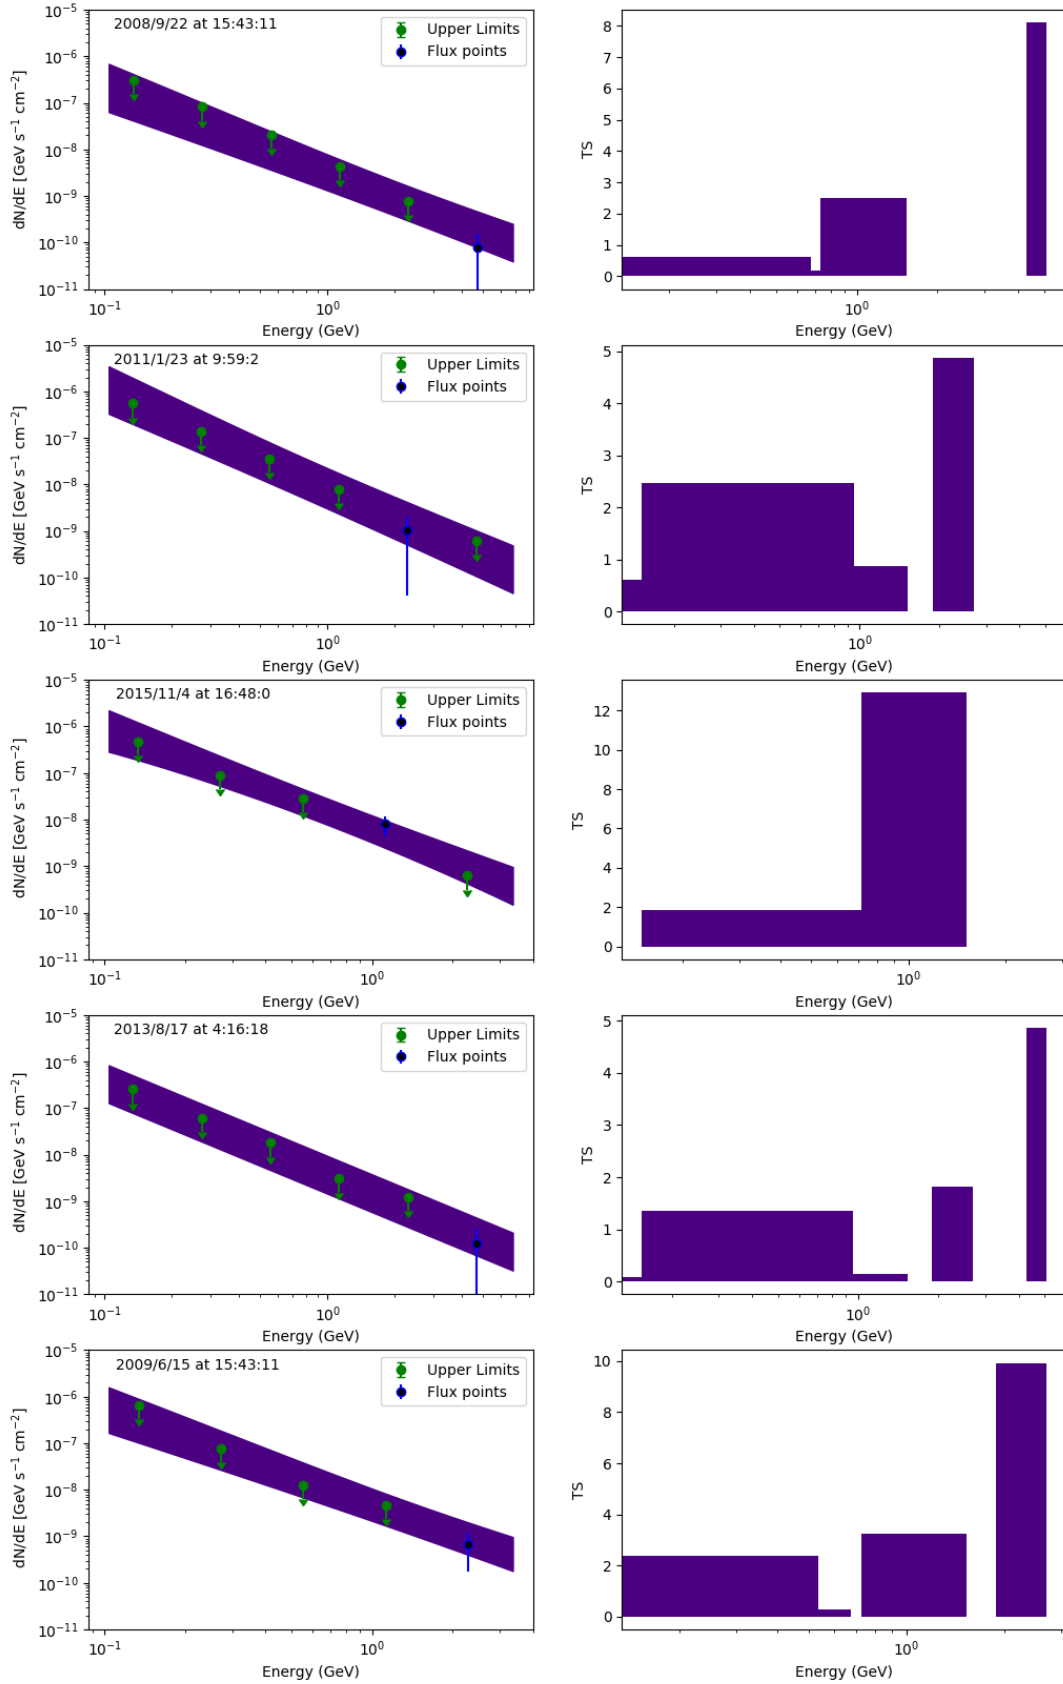 2008/9/22 at 15:43:11
Upper Limits
Flux points
dN/dE [GeV s⁻¹ cm⁻²]
10⁻⁵
10⁻⁶
10⁻⁷
10⁻⁸
10⁻⁹
10⁻¹⁰
10⁻¹¹
10⁻¹
10⁰
Energy (GeV)
TS
8
7
6
5
4
3
2
1
0
10⁰
Energy (GeV)
2011/1/23 at 9:59:2
Upper Limits
Flux points
dN/dE [GeV s⁻¹ cm⁻²]
10⁻⁵
10⁻⁶
10⁻⁷
10⁻⁸
10⁻⁹
10⁻¹⁰
10⁻¹¹
10⁻¹
10⁰
Energy (GeV)
TS
5
4
3
2
1
0
10⁰
Energy (GeV)
2015/11/4 at 16:48:0
Upper Limits
Flux points
dN/dE [GeV s⁻¹ cm⁻²]
10⁻⁵
10⁻⁶
10⁻⁷
10⁻⁸
10⁻⁹
10⁻¹⁰
10⁻¹¹
10⁻¹
10⁰
Energy (GeV)
TS
12
10
8
6
4
2
0
10⁰
Energy (GeV)
2013/8/17 at 4:16:18
Upper Limits
Flux points
dN/dE [GeV s⁻¹ cm⁻²]
10⁻⁵
10⁻⁶
10⁻⁷
10⁻⁸
10⁻⁹
10⁻¹⁰
10⁻¹¹
10⁻¹
10⁰
Energy (GeV)
TS
5
4
3
2
1
0
10⁰
Energy (GeV)
2009/6/15 at 15:43:11
Upper Limits
Flux points
dN/dE [GeV s⁻¹ cm⁻²]
10⁻⁵
10⁻⁶
10⁻⁷
10⁻⁸
10⁻⁹
10⁻¹⁰
10⁻¹¹
10⁻¹
10⁰
Energy (GeV)
TS
10
8
6
4
2
0
10⁰
Energy (GeV)